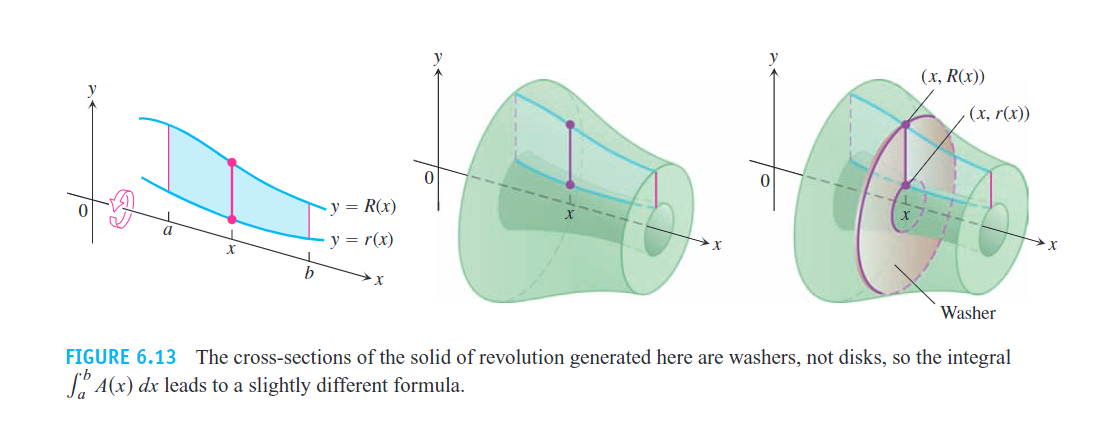 y
0
a
x
b
x
y = R(x)
y = r(x)
y
0
x
x
y
0
x
x
(x, R(x))
(x, r(x))
Washer
FIGURE 6.13 The cross-sections of the solid of revolution generated here are washers, not disks, so the integral
∫ₐᵇ A(x) dx leads to a slightly different formula.